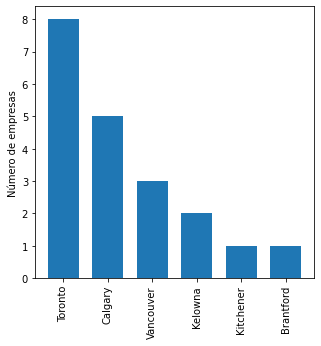 Número de empresas
8
7
6
5
4
3
2
1
0
Toronto
Calgary
Vancouver
Kelowna
Kitchener
Brantford